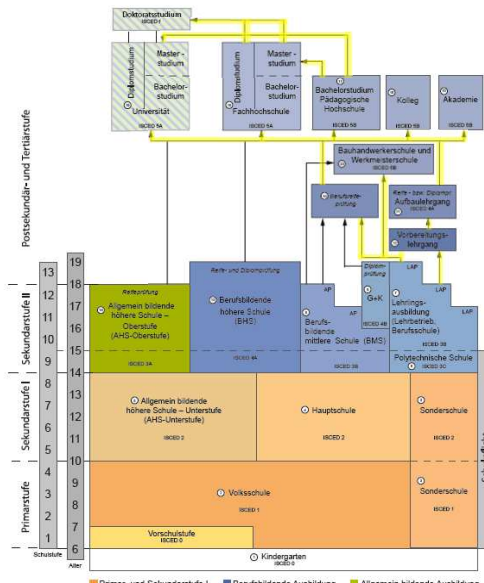 Doktoratsstudium
Diplomstudium
Master-
studium
Bachelor-
studium
Universität
ISCED 5A
Diplomstudium
Master-
studium
Bachelor-
studium
Fachhochschule
ISCED 5A
Bachelorstudium
Pädagogische
Hochschule
ISCED 5B
Kolleg
ISCED 5B
Akademie
ISCED 5B
Bauhandwerkerschule und
Werkmeisterschule
ISCED 5B
Berufsreife-
prüfung
Reife- bzw. Diplompr.
Aufbaulehrgang
ISCED 4A
Vorbereitungs-
lehrgang
Postsekundär- und Tertiärstufe
Sekundarstufe II
Sekundarstufe I
Primarstufe
13
12
11
10
9
8
7
6
5
4
3
2
1
Schulstufe
19
18
17
16
15
14
13
12
11
10
9
8
7
6
Alter
Reifeprüfung
Allgemein bildende
höhere Schule –
Oberstufe
(AHS-Oberstufe)
ISCED 3A
Reife- und Diplomprüfung
Berufsbildende
höhere Schule
(BHS)
ISCED 4A
AP
AP
Berufs-
bildende
mittlere Schule (BMS)
ISCED 3B
Diplom-
prüfung
G+K
ISCED 4B
LAP
LAP
Lehrlings-
ausbildung
(Lehrbetrieb,
Berufsschule)
ISCED 3B
Polytechnische Schule
ISCED 3C
Allgemein bildende
höhere Schule – Unterstufe
(AHS-Unterstufe)
ISCED 2
Hauptschule
ISCED 2
Sonderschule
ISCED 2
Volksschule
ISCED 1
Sonderschule
ISCED 1
Vorschulstufe
ISCED 0
Kindergarten
ISCED 0